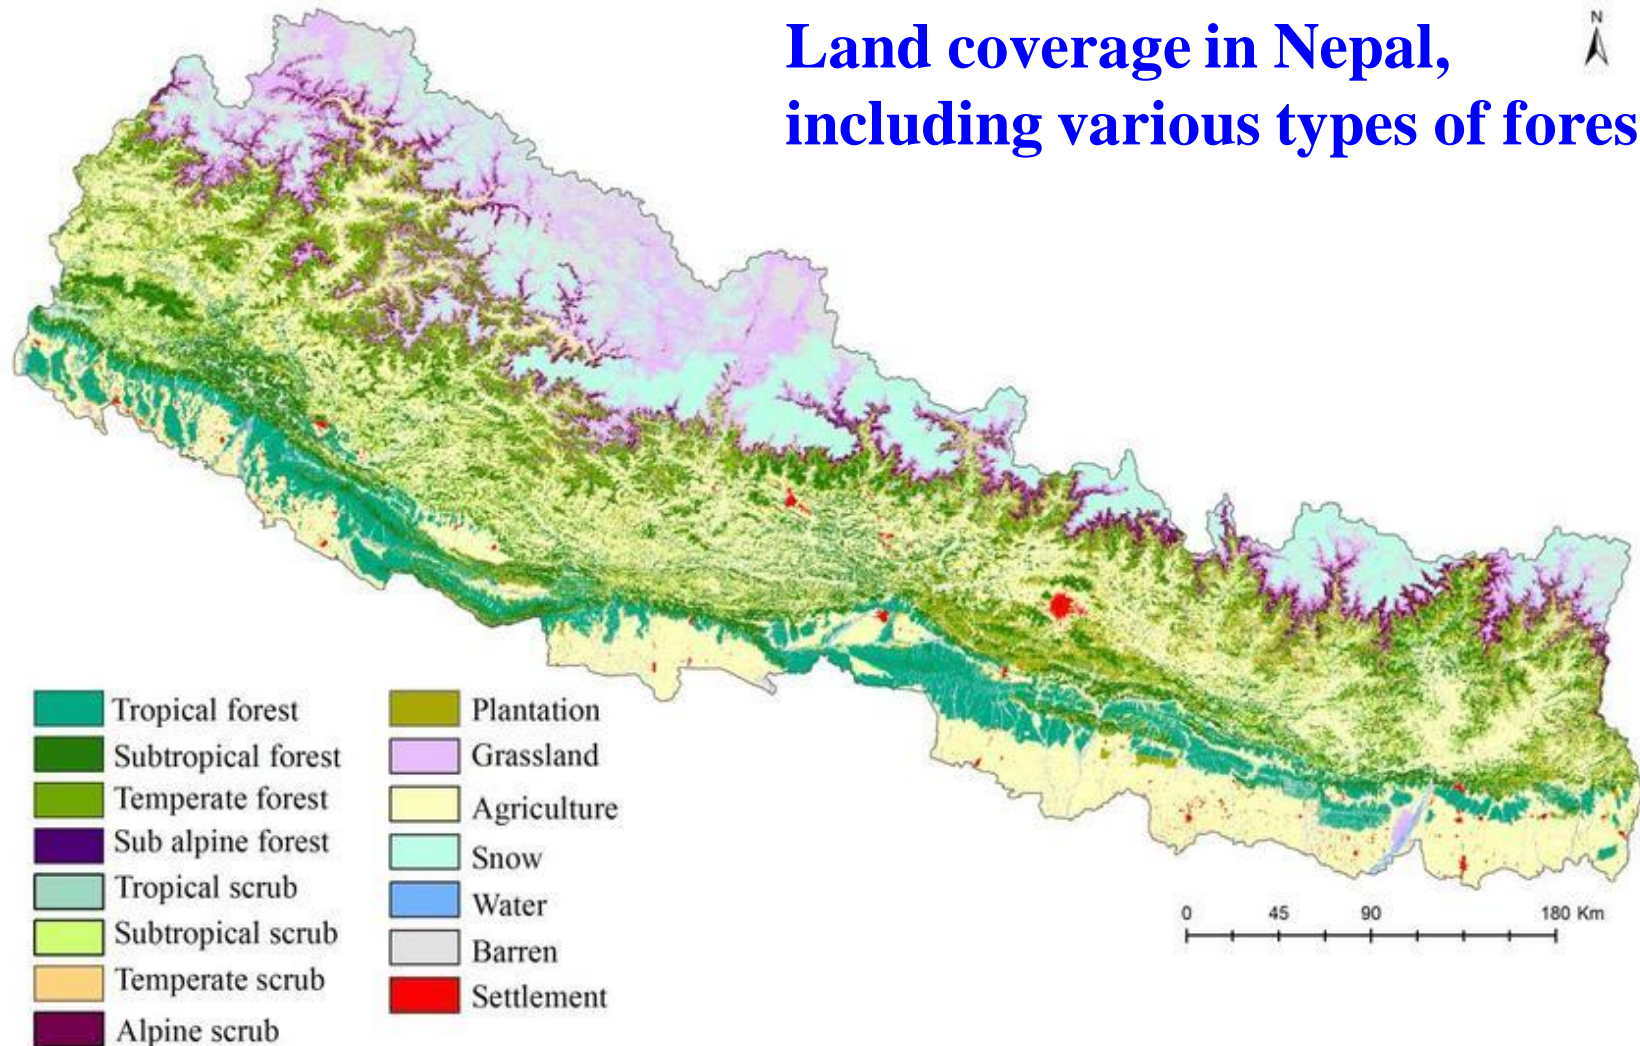 Land coverage in Nepal,
including various types of fores
N
Tropical forest
Subtropical forest
Temperate forest
Sub alpine forest
Tropical scrub
Subtropical scrub
Temperate scrub
Alpine scrub
Plantation
Grassland
Agriculture
Snow
Water
Barren
Settlement
0 45 90 180 Km